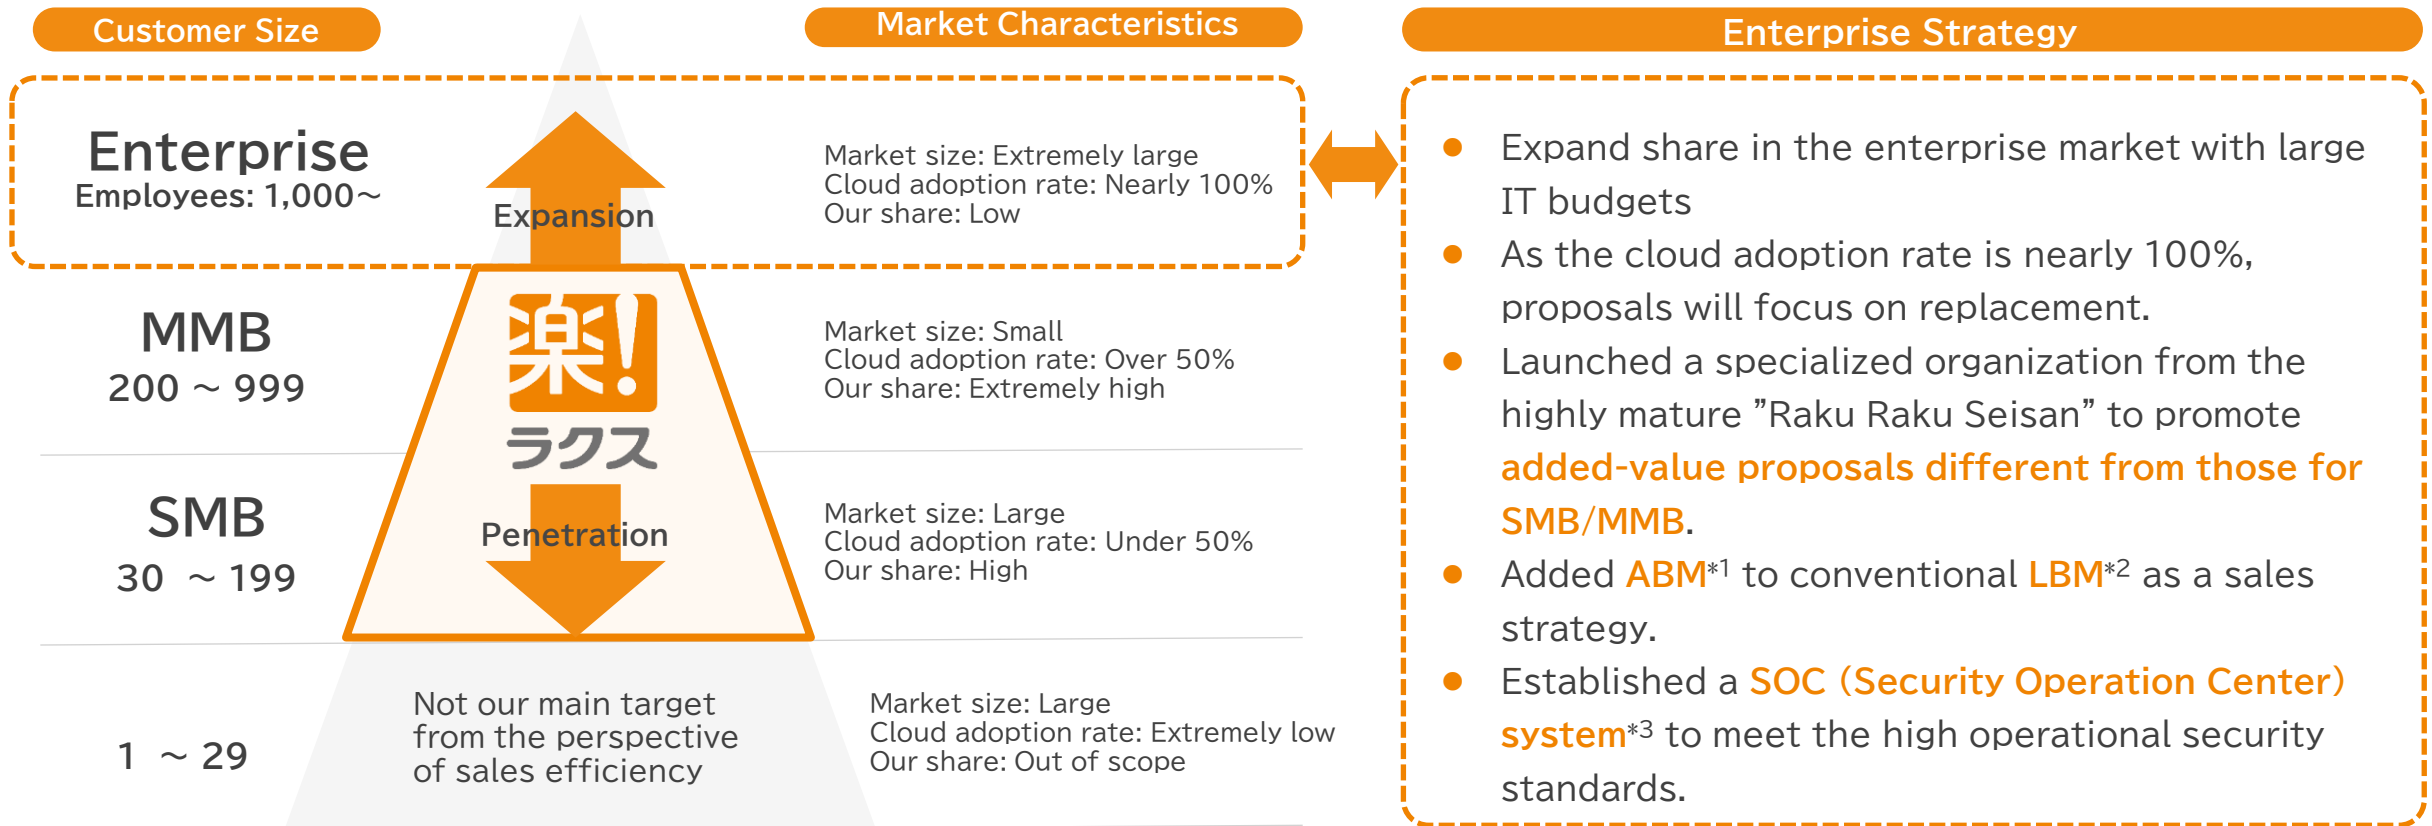 Customer Size
Market Characteristics
Enterprise Strategy
Enterprise
Employees: 1,000~
Expansion
Market size: Extremely large
Cloud adoption rate: Nearly 100%
Our share: Low
MMB
200 ~ 999
楽!
ラクス
Market size: Small
Cloud adoption rate: Over 50%
Our share: Extremely high
SMB
30 ~ 199
Penetration
Market size: Large
Cloud adoption rate: Under 50%
Our share: High
1 ~ 29
Not our main target
from the perspective
of sales efficiency
Market size: Large
Cloud adoption rate: Extremely low
Our share: Out of scope
● Expand share in the enterprise market with large
IT budgets
● As the cloud adoption rate is nearly 100%,
proposals will focus on replacement.
● Launched a specialized organization from the
highly mature ”Raku Raku Seisan” to promote
added-value proposals different from those for
SMB/MMB.
● Added ABM*1 to conventional LBM*2 as a sales
strategy.
● Established a SOC (Security Operation Center)
system*3 to meet the high operational security
standards.